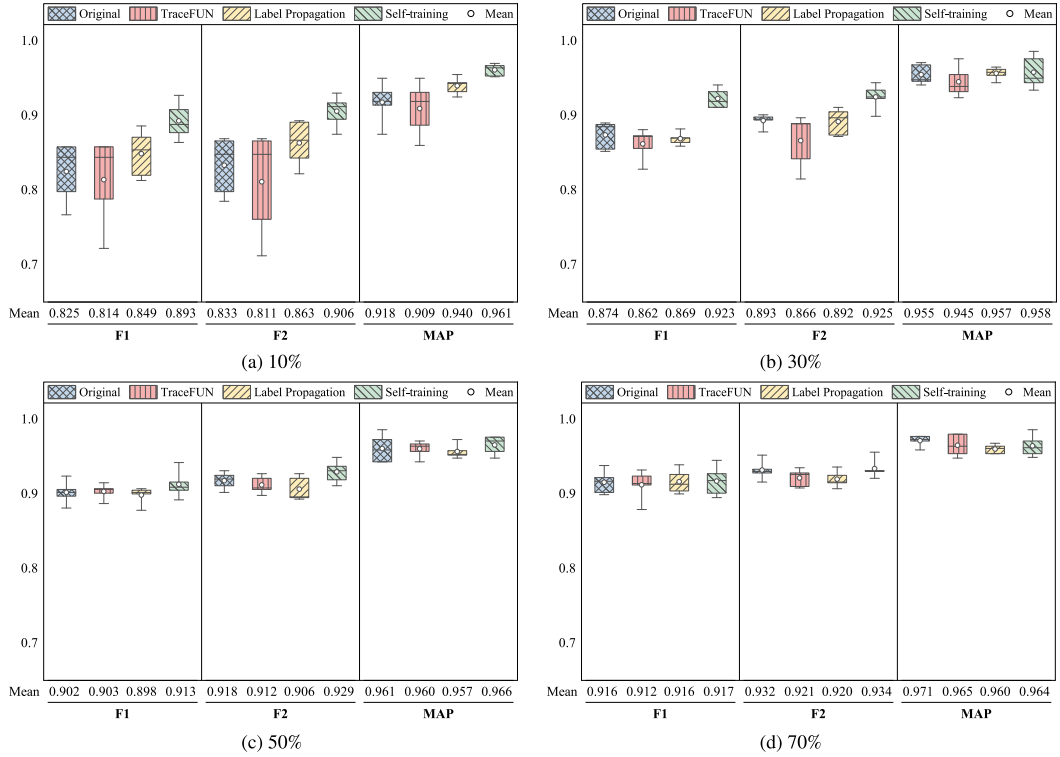 Original TraceFUN Label Propagation Self-training Mean
1.0
0.9
0.8
0.7
Mean 0.825 0.814 0.849 0.893 0.833 0.811 0.863 0.906 0.918 0.909 0.940 0.961
F1 F2 MAP
(a) 10%
Original TraceFUN Label Propagation Self-training Mean
1.0
0.9
0.8
0.7
Mean 0.874 0.862 0.869 0.923 0.893 0.866 0.892 0.925 0.955 0.945 0.957 0.958
F1 F2 MAP
(b) 30%
Original TraceFUN Label Propagation Self-training Mean
1.0
0.9
0.8
0.7
Mean 0.902 0.903 0.898 0.913 0.918 0.912 0.906 0.929 0.961 0.960 0.957 0.966
F1 F2 MAP
(c) 50%
Original TraceFUN Label Propagation Self-training Mean
1.0
0.9
0.8
0.7
Mean 0.916 0.912 0.916 0.917 0.932 0.921 0.920 0.934 0.971 0.965 0.960 0.964
F1 F2 MAP
(d) 70%